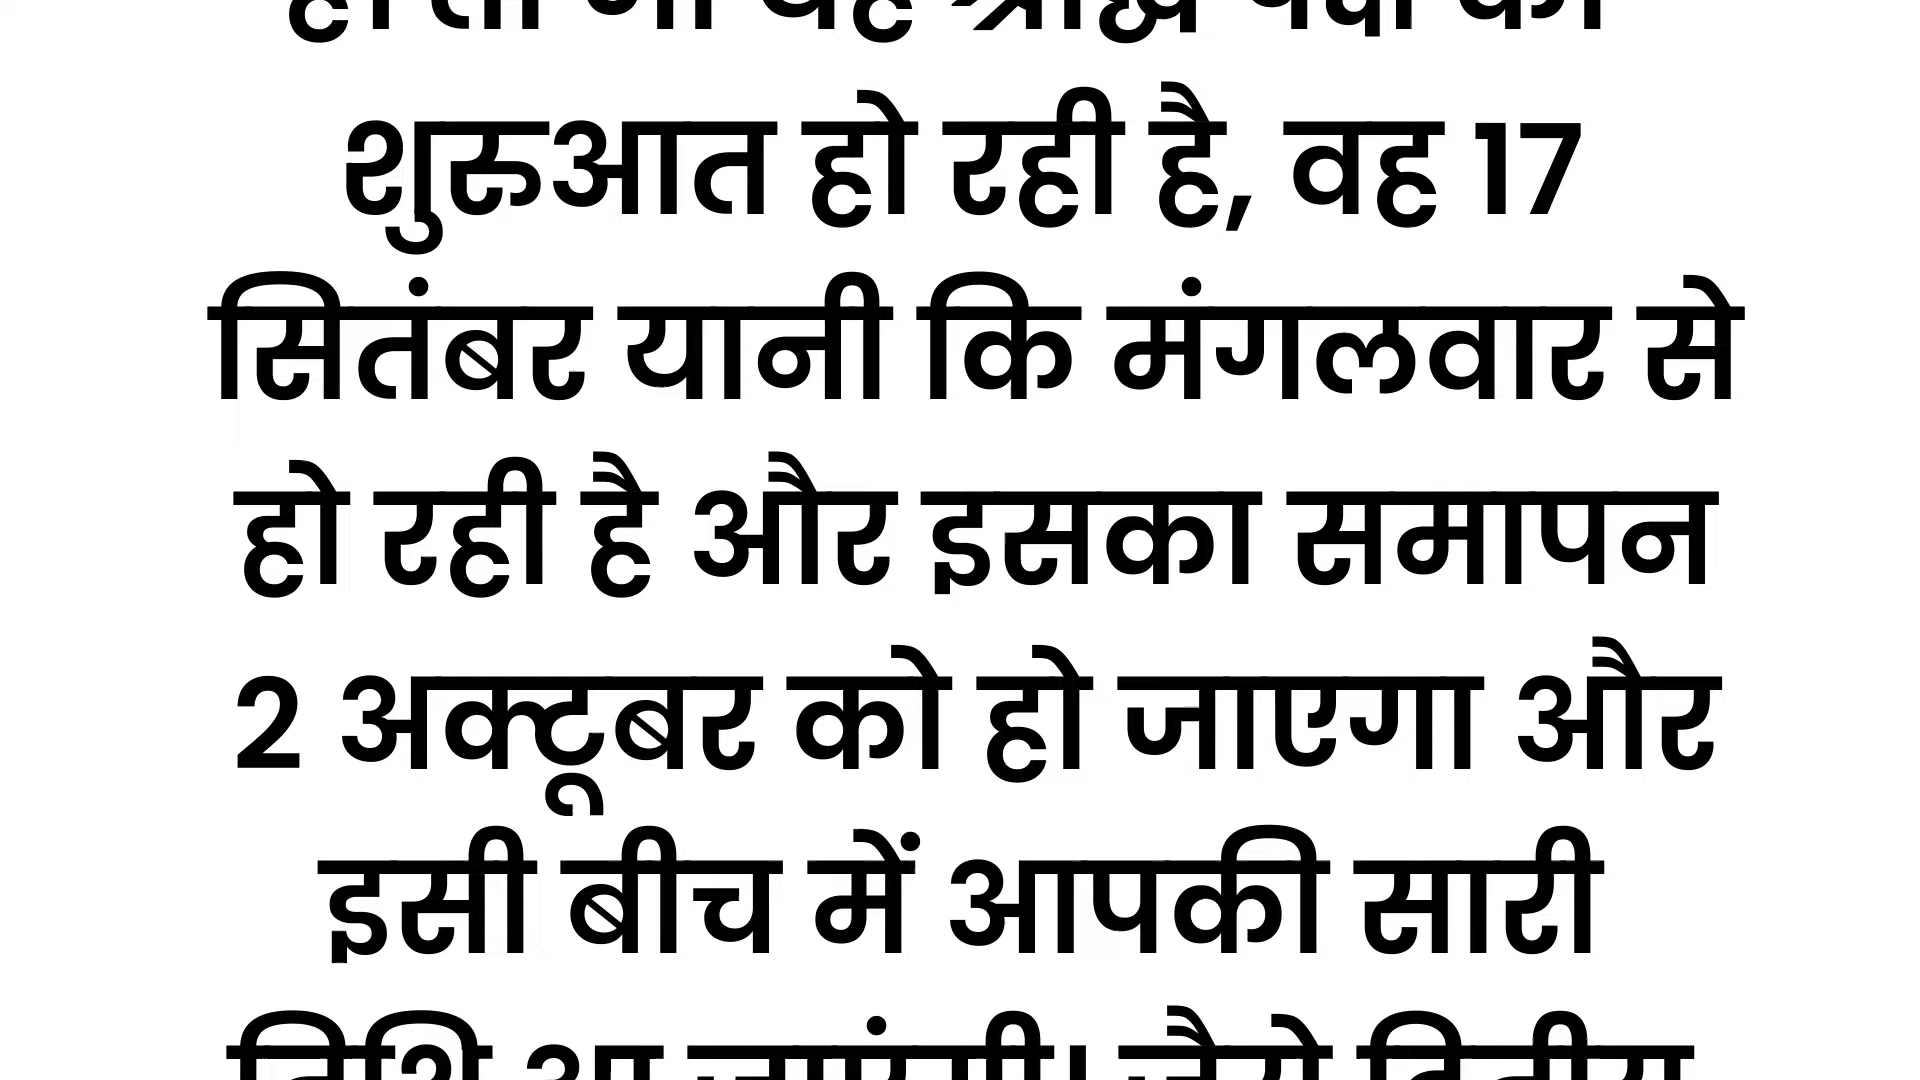 शुरुआत हो रही है, वह 17
सितंबर यानी कि मंगलवार से
हो रही है और इसका समापन
2 अक्टूबर को हो जाएगा और
इसी बीच में आपकी सारी
तिथि आ जाएंगी। जैसे द्वितीय